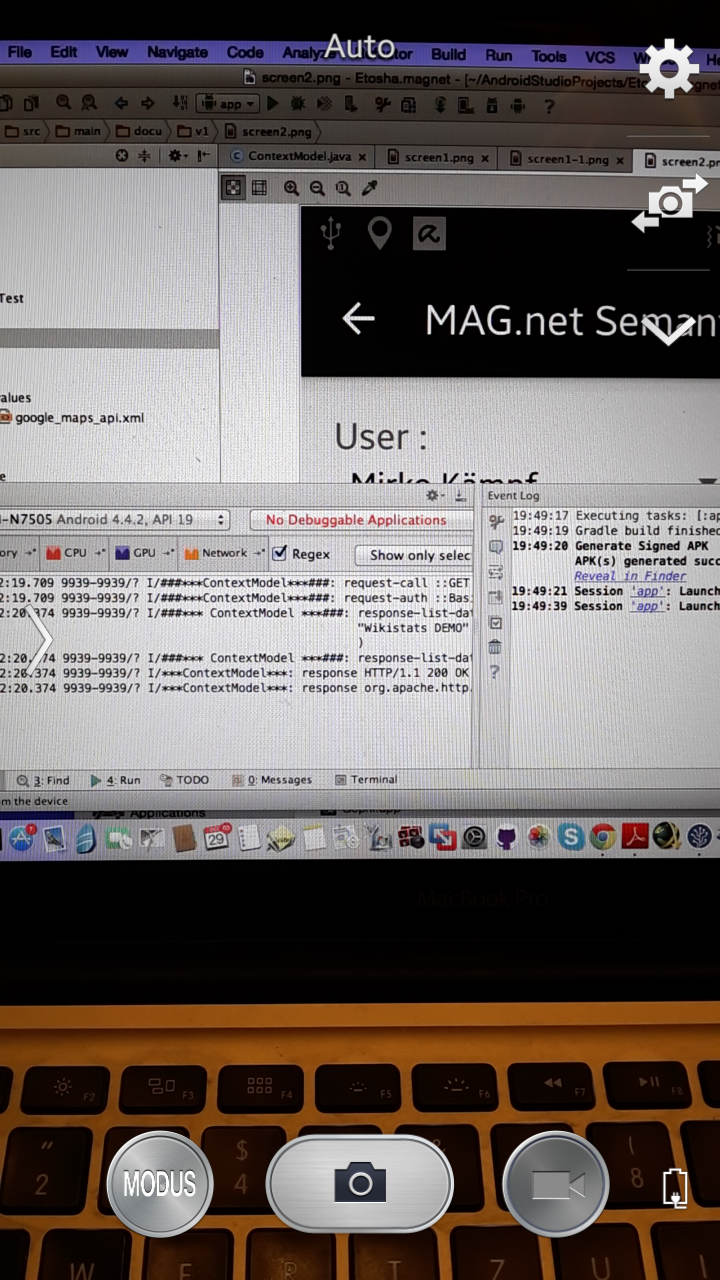 Auto
File Edit View Navigate Code Build Run Tools VCS
screen2.png - Etosha.magnet - [~/AndroidStudioProjects/
app
src main docu v1 screen2.png
ContextModel.java screen1.png screen1-1.png screen2.pr
MAG.net Seman
Test
User :
Mirko Kämpf
alues
google_maps_api.xml
e
Event Log
-N7505 Android 4.4.2, API 19 No Debuggable Applications
ory CPU GPU Network Regex Show only selec
19:49:17 Executing tasks: [:ap
19:49:19 Gradle build finished
19:49:20 Generate Signed APK
APK(s) generated succ
Reveal in Finder
19:49:21 Session 'app': Launch
19:49:39 Session 'app': Launch
2:19.709 9939-9939/? I/###***ContextModel***###: request-call ::GET
2:19.709 9939-9939/? I/###***ContextModel***###: request-auth ::Bas
2:20.374 9939-9939/? I/###*** ContextModel ***###: response-list-da
"Wikistats DEMO"
)
2:20.374 9939-9939/? I/###*** ContextModel ***###: response-list-da
2:20.374 9939-9939/? I/***ContextModel***: response HTTP/1.1 200 OK
2:20.374 9939-9939/? I/***ContextModel***: response org.apache.http.
3: Find 4: Run TODO 0: Messages Terminal
m the device
Applications
29
MacBook Pro
F2 F3 F4 F5 F6 F7 F8
" $ (
2 4 8
MODUS
W E R T Z U